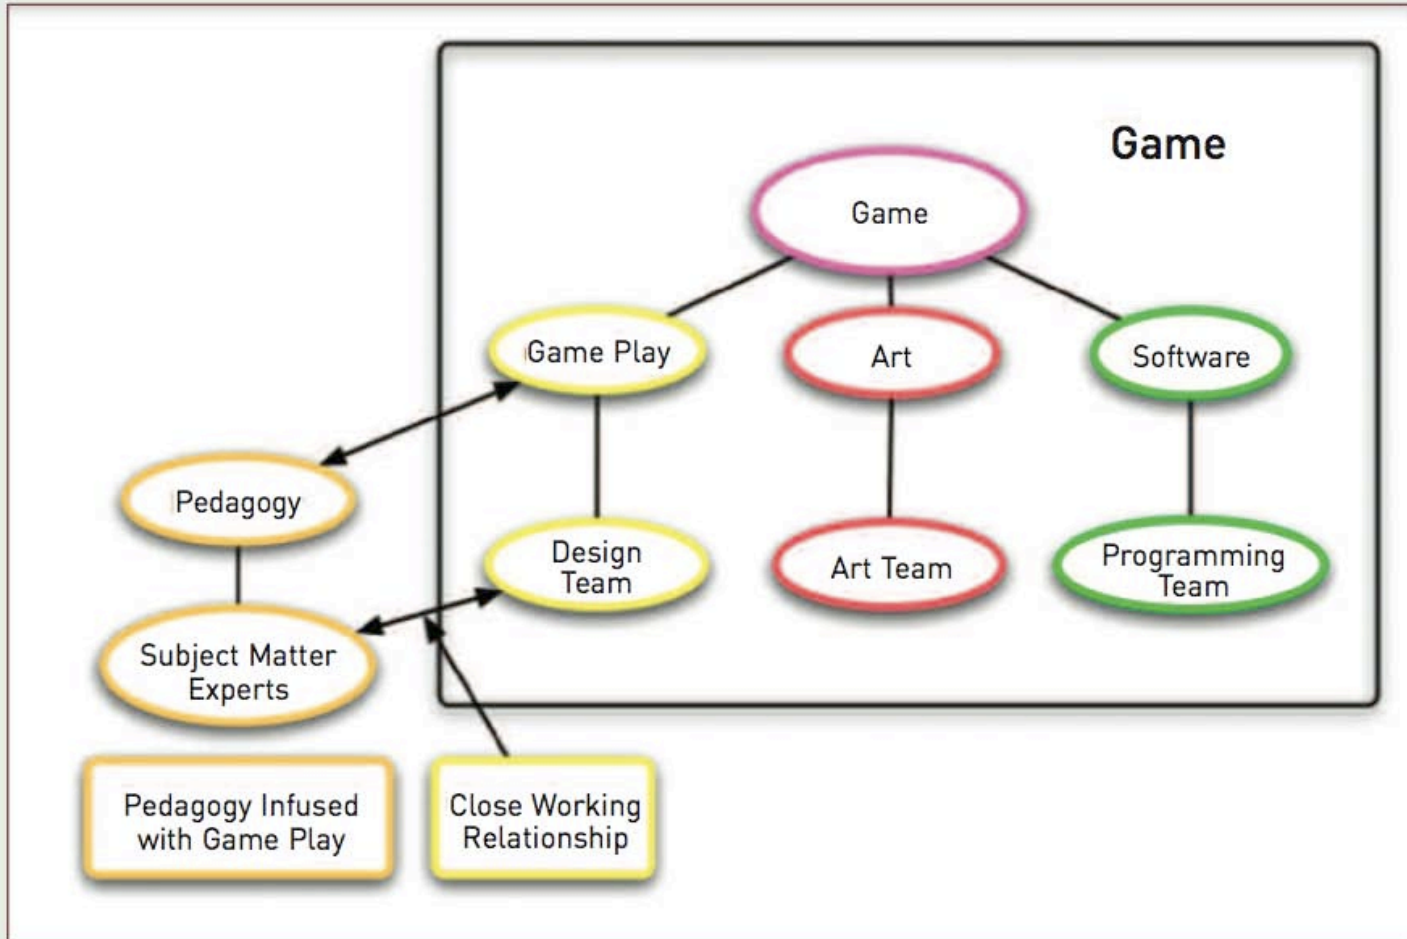 Game
Game
Game Play
Art
Software
Pedagogy
Design
Team
Art Team
Programming
Team
Subject Matter
Experts
Pedagogy Infused
with Game Play
Close Working
Relationship